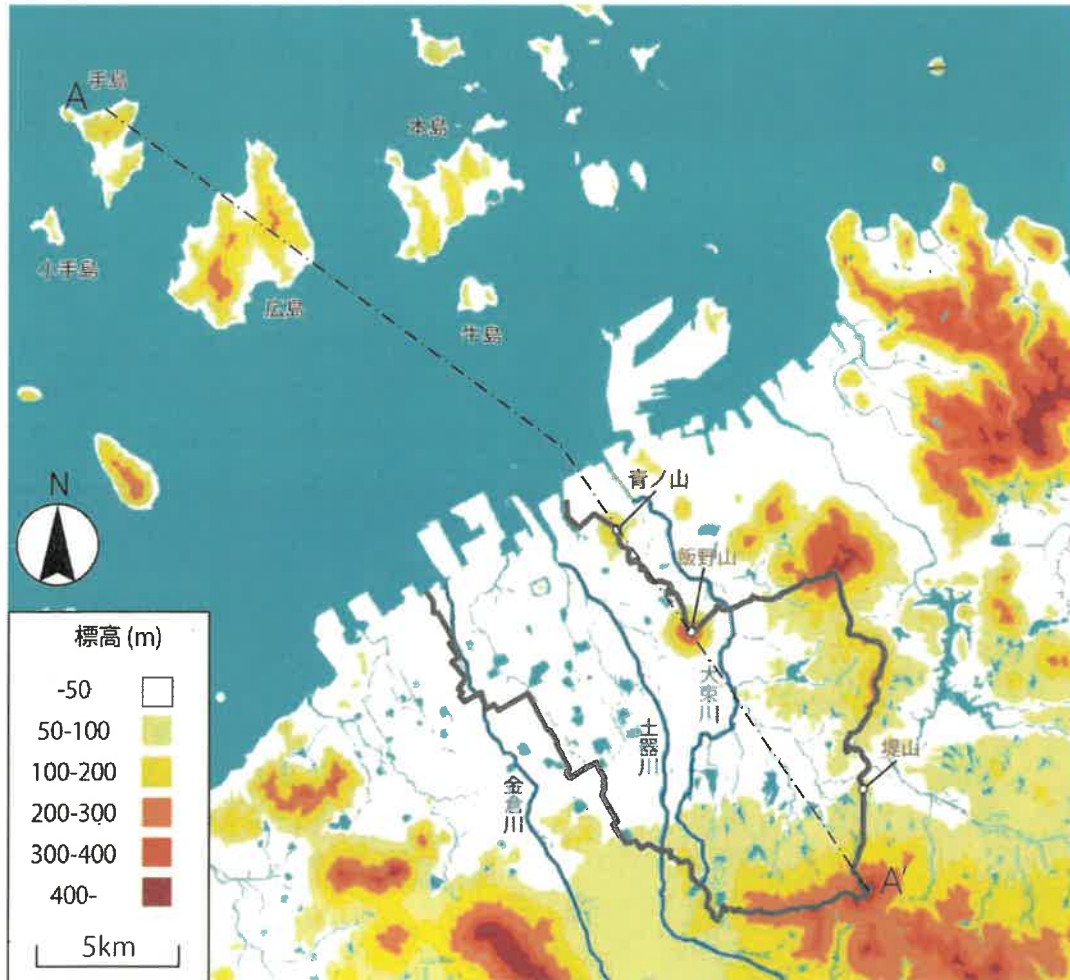 A
手島
本島
小手島
広島
牛島
N
青ノ山
飯野山
大束川
土器川
金倉川
堤山
A'
標高 (m)
-50
50-100
100-200
200-300
300-400
400-
5km